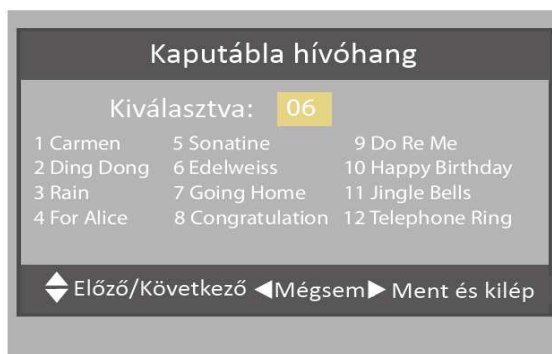 Kaputábla hívóhang
Kiválasztva: 06
1 Carmen 5 Sonatine 9 Do Re Me
2 Ding Dong 6 Edelweiss 10 Happy Birthday
3 Rain 7 Going Home 11 Jingle Bells
4 For Alice 8 Congratulation 12 Telephone Ring
Előző/Következő Mégsem Ment és kilép